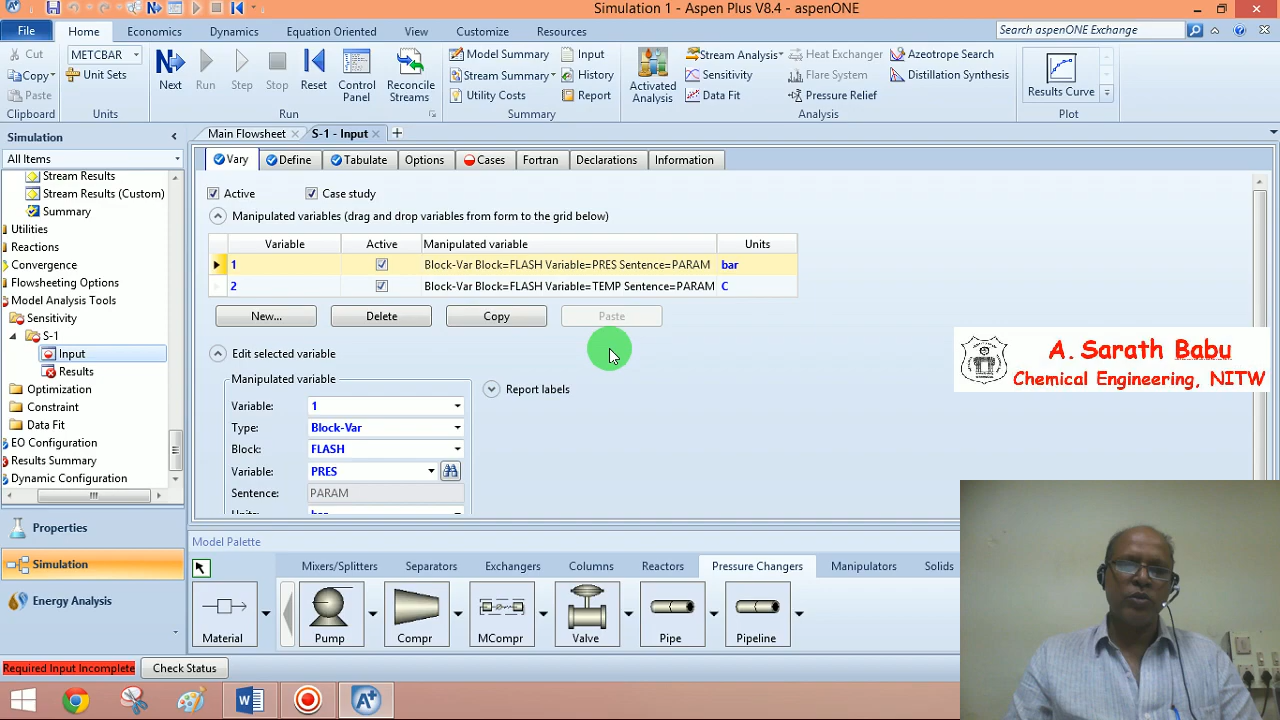 Simulation 1 - Aspen Plus V8.4 - aspenONE
File Home Economics Dynamics Equation Oriented View Customize Resources Search aspenONE Exchange
Cut METCBAR Model Summary Input Stream Analysis Heat Exchanger Azeotrope Search
Copy Unit Sets Stream Summary History Sensitivity Flare System Distillation Synthesis
Paste Next Run Step Stop Reset Control Panel Reconcile Streams Utility Costs Report Activated Analysis Data Fit Pressure Relief Results Curve
Clipboard Units Run Summary Analysis Plot
Simulation Main Flowsheet S-1 - Input
All Items Vary Define Tabulate Options Cases Fortran Declarations Information
Stream Results
Stream Results (Custom) Active Case study
Summary Manipulated variables (drag and drop variables from form to the grid below)
Utilities
Reactions Variable Active Manipulated variable Units
Convergence 1 Block-Var Block=FLASH Variable=PRES Sentence=PARAM bar
Flowsheeting Options 2 Block-Var Block=FLASH Variable=TEMP Sentence=PARAM C
Model Analysis Tools
Sensitivity New... Delete Copy Paste
S-1
Input Edit selected variable
Results Manipulated variable Report labels
Optimization
Constraint Variable: 1
Data Fit Type: Block-Var
EO Configuration Block: FLASH
Results Summary Variable: PRES
Dynamic Configuration Sentence: PARAM
Units: bar
A. Sarath Babu
Chemical Engineering, NITW
Properties Model Palette
Simulation Mixers/Splitters Separators Exchangers Columns Reactors Pressure Changers Manipulators Solids
Energy Analysis Material Pump Compr MCompr Valve Pipe Pipeline
Required Input Incomplete Check Status